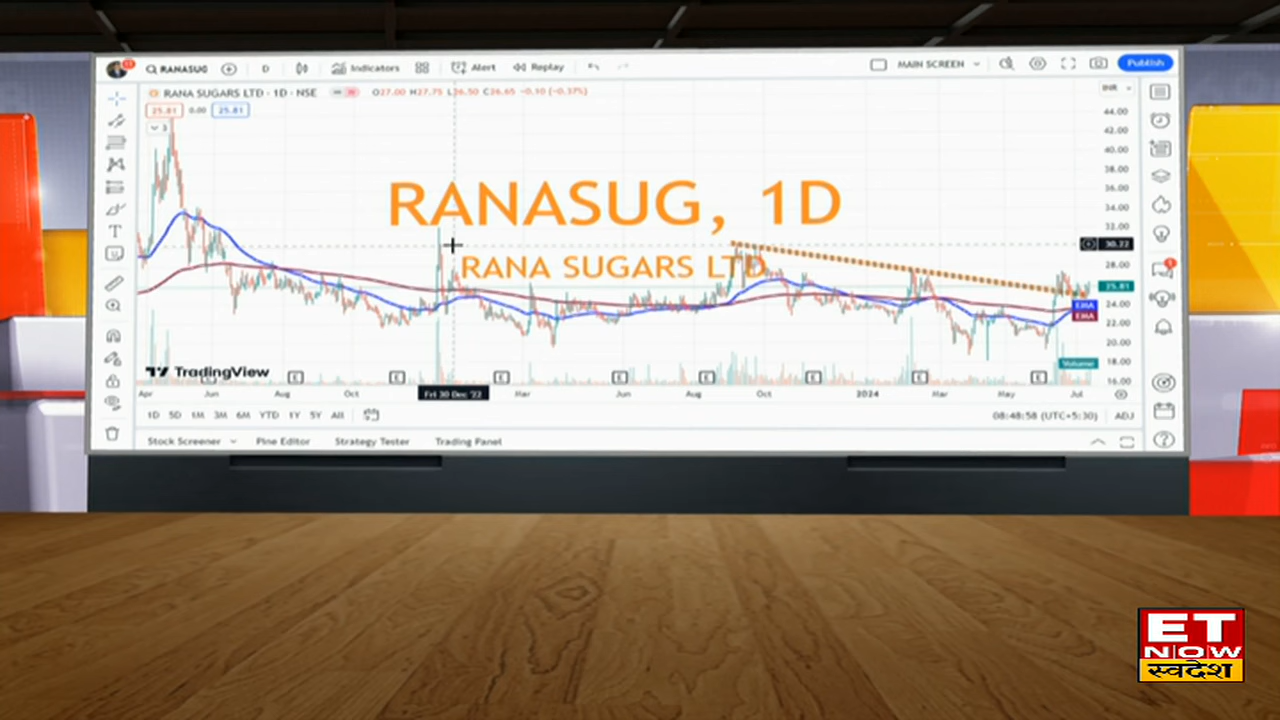 RANASUG D Indicators Alert Replay MAIN SCREEN Publish
RANA SUGARS LTD · 1D · NSE O27.00 H27.75 L26.50 C26.65 -0.10 (-0.37%) INR
25.81 0.00 25.81
3
44.00
42.00
40.00
38.00
36.00
34.00
32.00
30.22
28.00
25.81
24.00
22.00
20.00
18.00
16.00
RANASUG, 1D
RANA SUGARS LTD
EMA
EMA
Volume
TradingView
E E E E E E E E
Apr Jun Aug Oct Fri 30 Dec '22 Mar Jun Aug Oct 2024 Mar May Jul
1D 5D 1M 3M 6M YTD 1Y 5Y All 08:48:58 (UTC+5:30) ADJ
Stock Screener Pine Editor Strategy Tester Trading Panel
ET
NOW
स्वदेश